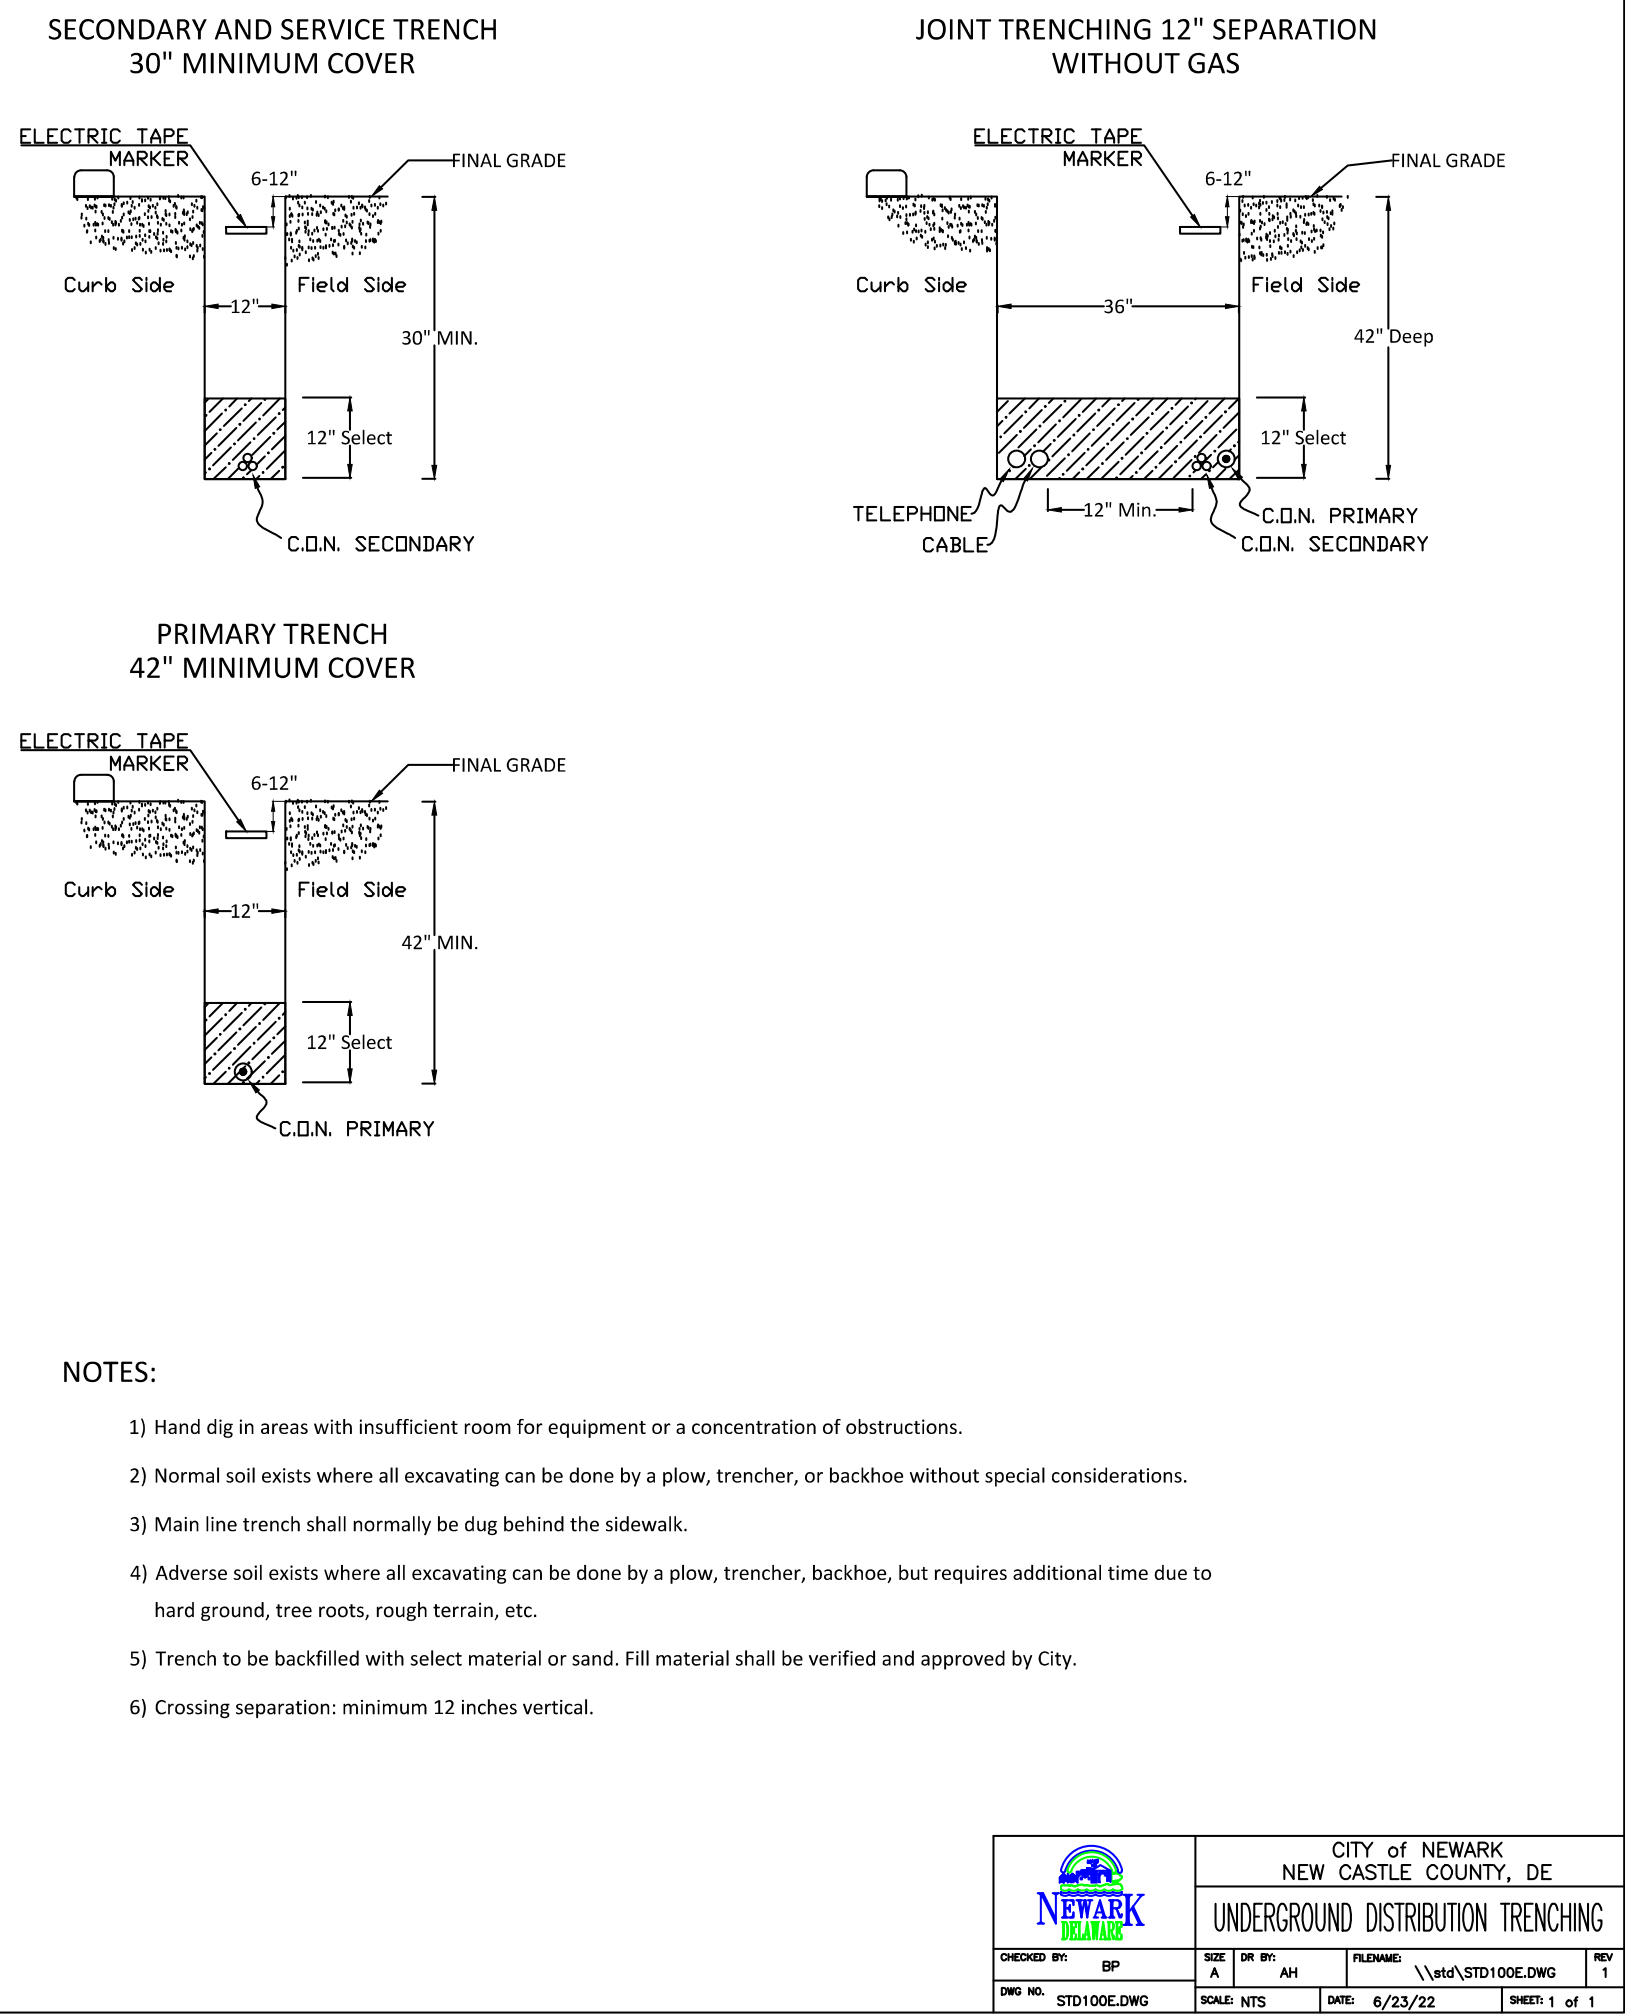 SECONDARY AND SERVICE TRENCH
30" MINIMUM COVER
ELECTRIC TAPE
MARKER
6-12"
FINAL GRADE
Curb Side
Field Side
12"
30" MIN.
12" Select
C.O.N. SECONDARY
JOINT TRENCHING 12" SEPARATION
WITHOUT GAS
ELECTRIC TAPE
MARKER
6-12"
FINAL GRADE
Curb Side
Field Side
36"
42" Deep
12" Select
TELEPHONE
12" Min.
C.O.N. PRIMARY
CABLE
C.O.N. SECONDARY
PRIMARY TRENCH
42" MINIMUM COVER
ELECTRIC TAPE
MARKER
6-12"
FINAL GRADE
Curb Side
Field Side
12"
42" MIN.
12" Select
C.O.N. PRIMARY
NOTES:
1) Hand dig in areas with insufficient room for equipment or a concentration of obstructions.
2) Normal soil exists where all excavating can be done by a plow, trencher, or backhoe without special considerations.
3) Main line trench shall normally be dug behind the sidewalk.
4) Adverse soil exists where all excavating can be done by a plow, trencher, backhoe, but requires additional time due to
hard ground, tree roots, rough terrain, etc.
5) Trench to be backfilled with select material or sand. Fill material shall be verified and approved by City.
6) Crossing separation: minimum 12 inches vertical.
NEWARK
DELAWARE
CITY of NEWARK
NEW CASTLE COUNTY, DE
UNDERGROUND DISTRIBUTION TRENCHING
CHECKED BY: BP
SIZE A
DR BY: AH
FILENAME: \\std\STD100E.DWG
REV 1
DWG NO. STD100E.DWG
SCALE: NTS
DATE: 6/23/22
SHEET: 1 of 1